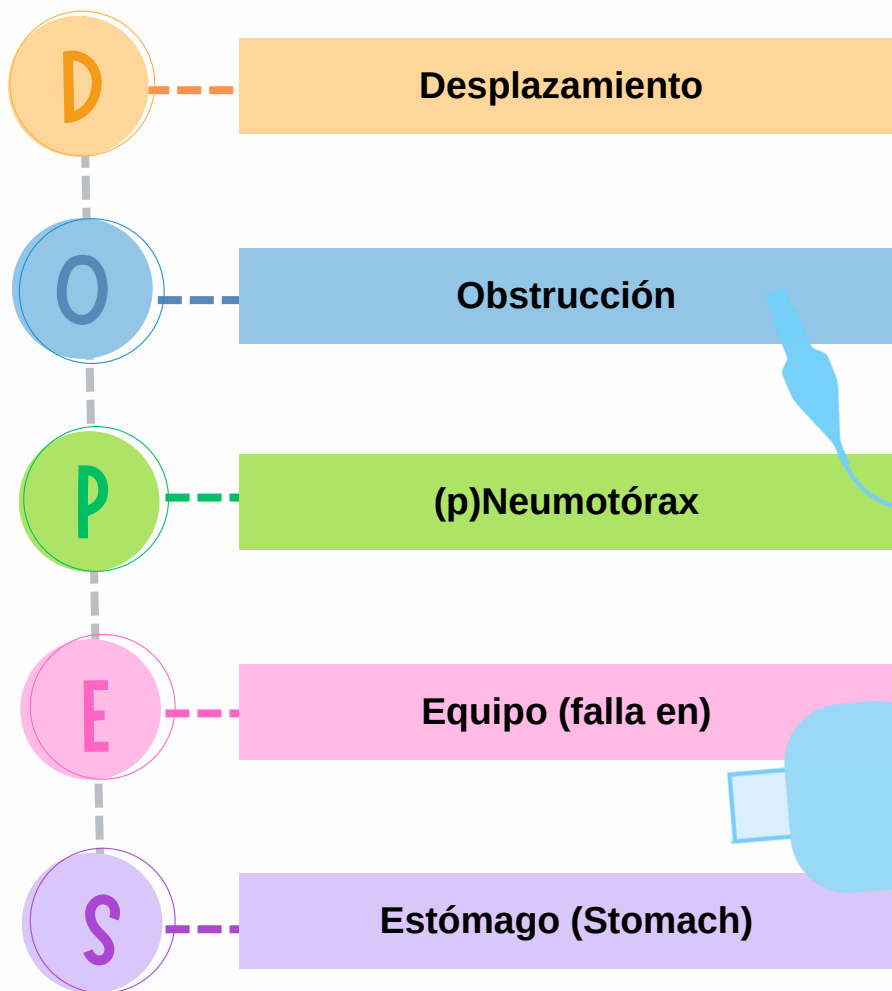 D
Desplazamiento
O
Obstrucción
P
(p)Neumotórax
E
Equipo (falla en)
S
Estómago (Stomach)